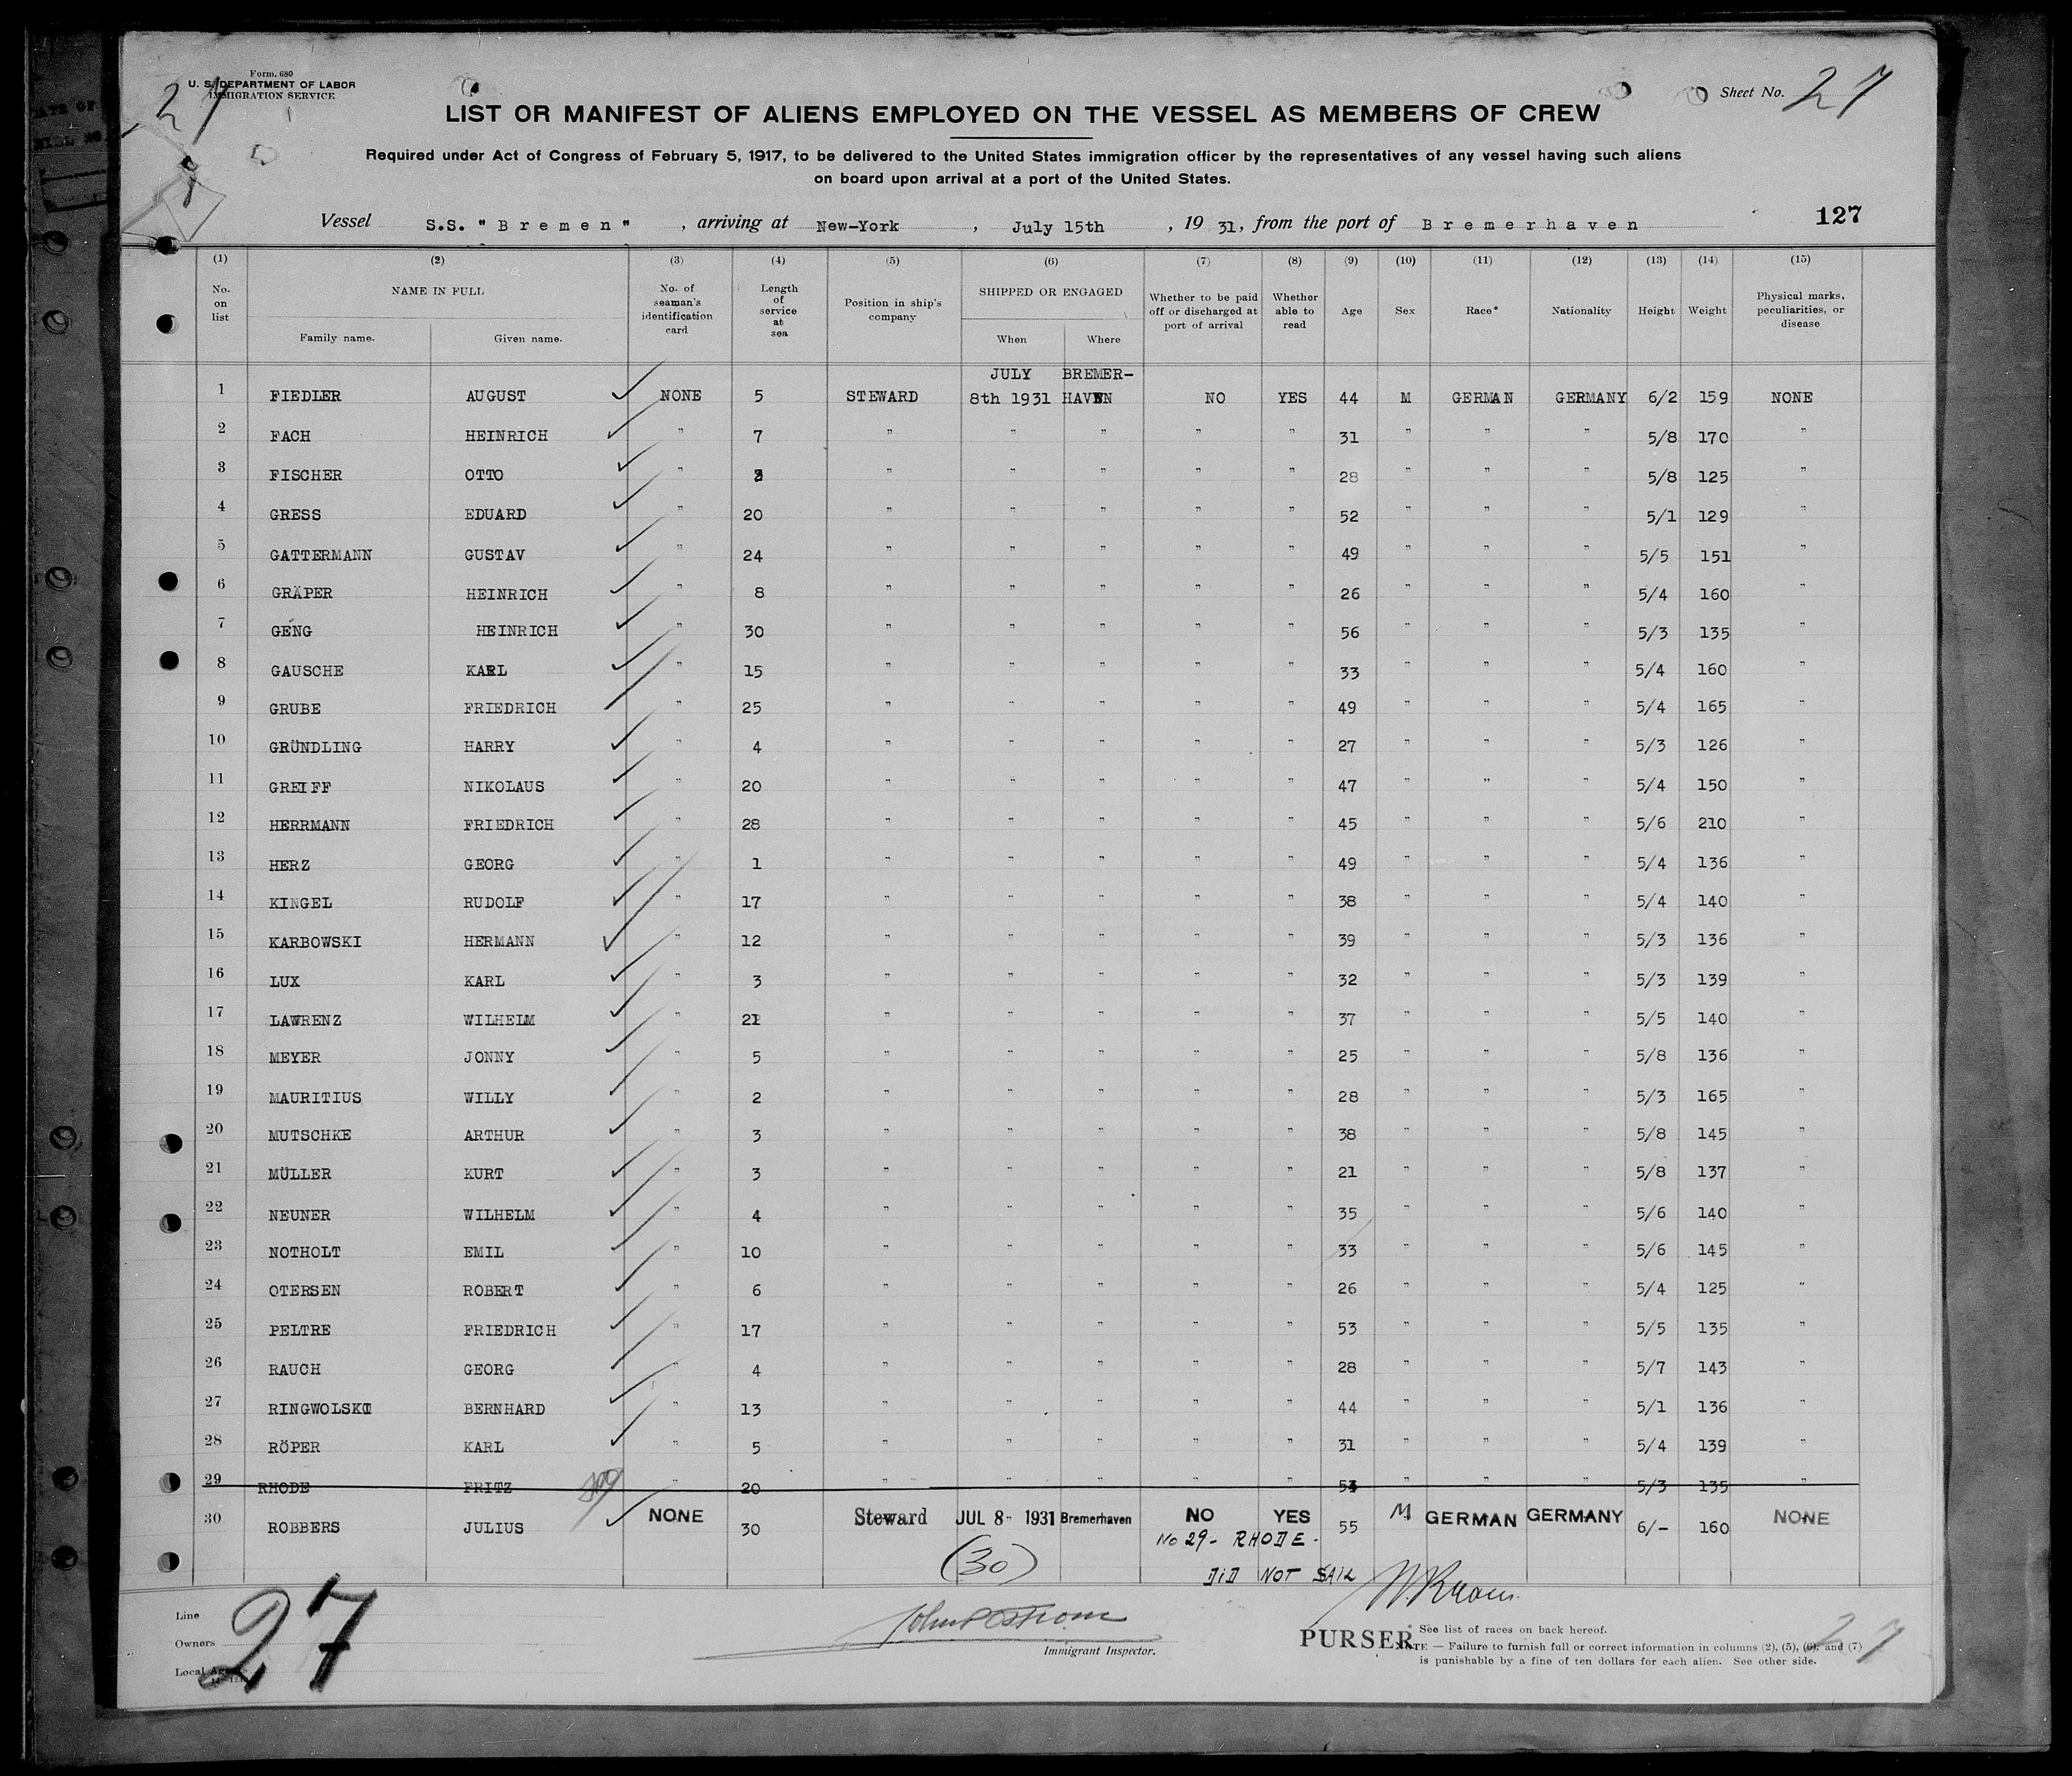 Form. 680
U. S. DEPARTMENT OF LABOR
IMMIGRATION SERVICE
27
Sheet No. 27
LIST OR MANIFEST OF ALIENS EMPLOYED ON THE VESSEL AS MEMBERS OF CREW
Required under Act of Congress of February 5, 1917, to be delivered to the United States immigration officer by the representatives of any vessel having such aliens
on board upon arrival at a port of the United States.
Vessel S.S. "Bremen", arriving at New-York, July 15th, 1931, from the port of Bremerhaven
127
(1) (2) (3) (4) (5) (6) (7) (8) (9) (10) (11) (12) (13) (14) (15)
No. on list NAME IN FULL Family name. Given name. No. of seaman's identification card Length of service at sea Position in ship's company SHIPPED OR ENGAGED When Where Whether to be paid off or discharged at port of arrival Whether able to read Age Sex Race* Nationality Height Weight Physical marks, peculiarities, or disease
JULY BREMER-
1 FIEDLER AUGUST NONE 5 STEWARD 8th 1931 HAVEN NO YES 44 M GERMAN GERMANY 6/2 159 NONE
2 FACH HEINRICH " 7 " " " " " 31 " " " 5/8 170 "
3 FISCHER OTTO " " " " " " 28 " " " 5/8 125 "
4 GRESS EDUARD " 20 " " " " " 52 " " " 5/1 129 "
5 GATTERMANN GUSTAV " 24 " " " " " 49 " " " 5/5 151 "
6 GRÄPER HEINRICH " 8 " " " " " 26 " " " 5/4 160 "
7 GENG HEINRICH " 30 " " " " " 56 " " " 5/3 135 "
8 GAUSCHE KARL " 15 " " " " " 33 " " " 5/4 160 "
9 GRUBE FRIEDRICH " 25 " " " " " 49 " " " 5/4 165 "
10 GRÜNDLING HARRY " 4 " " " " " 27 " " " 5/3 126 "
11 GREIFF NIKOLAUS " 20 " " " " " 47 " " " 5/4 150 "
12 HERRMANN FRIEDRICH " 28 " " " " " 45 " " " 5/6 210 "
13 HERZ GEORG " 1 " " " " " 49 " " " 5/4 136 "
14 KINGEL RUDOLF " 17 " " " " " 38 " " " 5/4 140 "
15 KARBOWSKI HERMANN " 12 " " " " " 39 " " " 5/3 136 "
16 LUX KARL " 3 " " " " " 32 " " " 5/3 139 "
17 LAWRENZ WILHELM " 21 " " " " " 37 " " " 5/5 140 "
18 MEYER JONNY " 5 " " " " " 25 " " " 5/8 136 "
19 MAURITIUS WILLY " 2 " " " " " 28 " " " 5/3 165 "
20 MUTSCHKE ARTHUR " 3 " " " " " 38 " " " 5/8 145 "
21 MÜLLER KURT " 3 " " " " " 21 " " " 5/8 137 "
22 NEUNER WILHELM " 4 " " " " " 35 " " " 5/6 140 "
23 NOTHOLT EMIL " 10 " " " " " 33 " " " 5/6 145 "
24 OTERSEN ROBERT " 6 " " " " " 26 " " " 5/4 125 "
25 PELTRE FRIEDRICH " 17 " " " " " 53 " " " 5/5 135 "
26 RAUCH GEORG " 4 " " " " " 28 " " " 5/7 143 "
27 RINGWOLSKI BERNHARD " 13 " " " " " 44 " " " 5/1 136 "
28 RÖPER KARL " 5 " " " " " 31 " " " 5/4 139 "
29 RHODE FRITZ " 20 " " " " " " " " 5/3 135 "
30 ROBBERS JULIUS NONE 30 Steward JUL 8- 1931 Bremerhaven NO YES 55 M GERMAN GERMANY 6/- 160 NONE
No 29- RHODE.
(30) DID NOT SAIL
Line
Owners
Local Agents
27
Immigrant Inspector.
PURSER
* See list of races on back hereof.
NOTE — Failure to furnish full or correct information in columns (2), (5), (6), and (7)
is punishable by a fine of ten dollars for each alien. See other side.
27